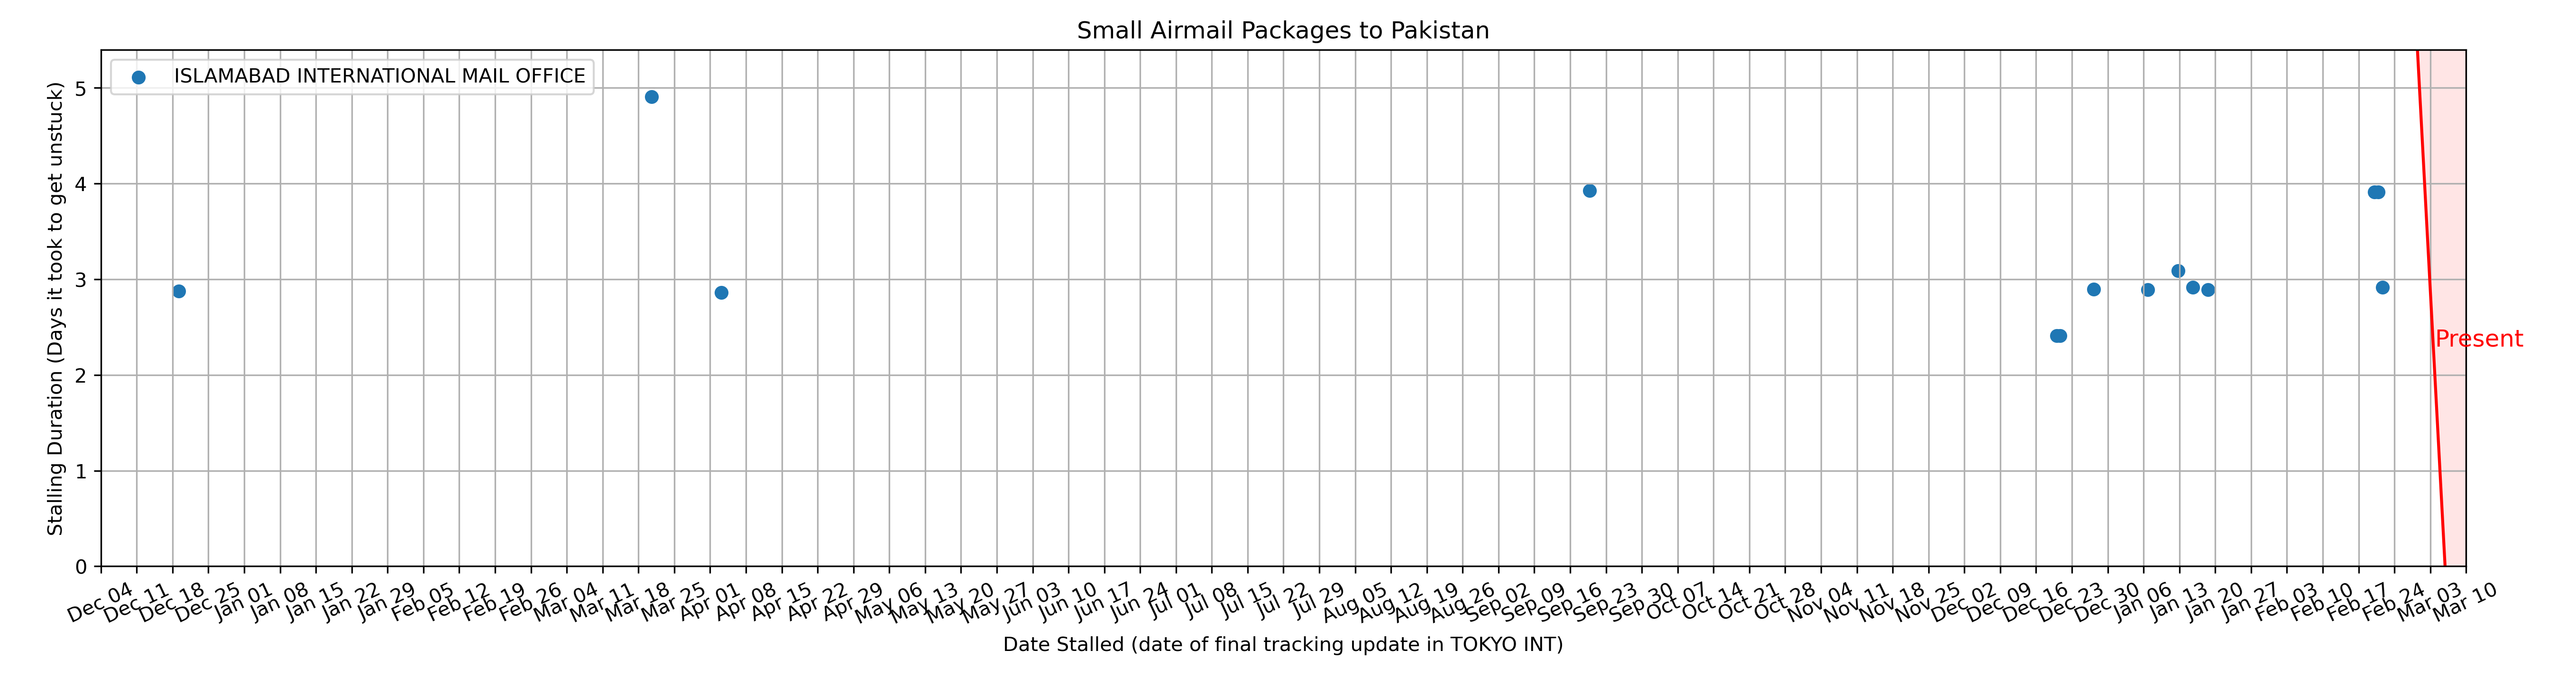 Small Airmail Packages to Pakistan
ISLAMABAD INTERNATIONAL MAIL OFFICE
Stalling Duration (Days it took to get unstuck)
5
4
3
2
1
0
Present
Dec 04 Dec 11 Dec 18 Dec 25 Jan 01 Jan 08 Jan 15 Jan 22 Jan 29 Feb 05 Feb 12 Feb 19 Feb 26 Mar 04 Mar 11 Mar 18 Mar 25 Apr 01 Apr 08 Apr 15 Apr 22 Apr 29 May 06 May 13 May 20 May 27 Jun 03 Jun 10 Jun 17 Jun 24 Jul 01 Jul 08 Jul 15 Jul 22 Jul 29 Aug 05 Aug 12 Aug 19 Aug 26 Sep 02 Sep 09 Sep 16 Sep 23 Sep 30 Oct 07 Oct 14 Oct 21 Oct 28 Nov 04 Nov 11 Nov 18 Nov 25 Dec 02 Dec 09 Dec 16 Dec 23 Dec 30 Jan 06 Jan 13 Jan 20 Jan 27 Feb 03 Feb 10 Feb 17 Feb 24 Mar 03 Mar 10
Date Stalled (date of final tracking update in TOKYO INT)